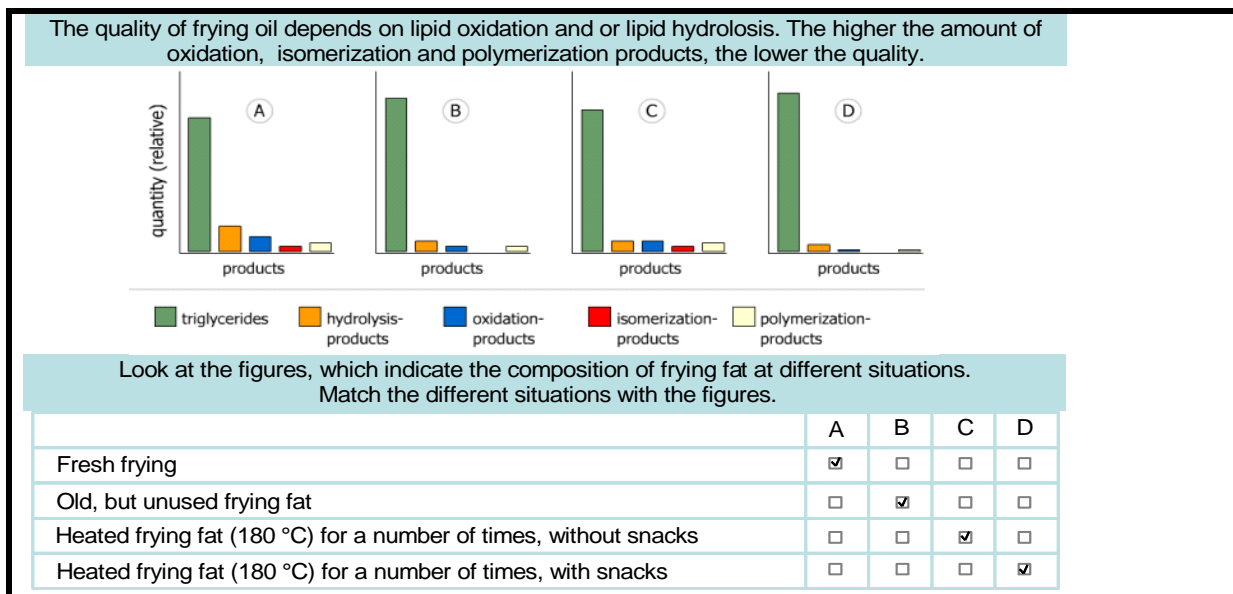 The quality of frying oil depends on lipid oxidation and or lipid hydrolosis. The higher the amount of
oxidation, isomerization and polymerization products, the lower the quality.
quantity (relative)
A
B
C
D
products
products
products
products
triglycerides
hydrolysis-
products
oxidation-
products
isomerization-
products
polymerization-
products
Look at the figures, which indicate the composition of frying fat at different situations.
Match the different situations with the figures.
A B C D
Fresh frying
Old, but unused frying fat
Heated frying fat (180 °C) for a number of times, without snacks
Heated frying fat (180 °C) for a number of times, with snacks